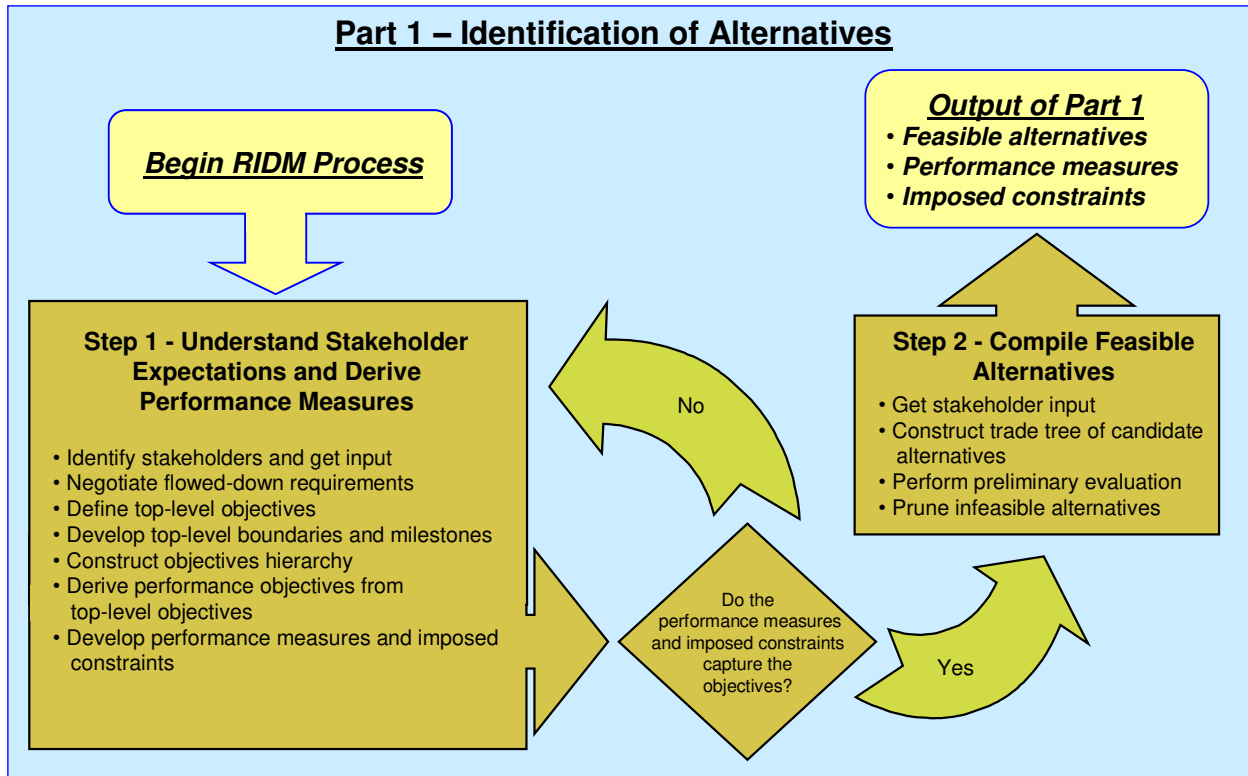 Part 1 – Identification of Alternatives
Begin RIDM Process
Output of Part 1
• Feasible alternatives
• Performance measures
• Imposed constraints
Step 1 - Understand Stakeholder
Expectations and Derive
Performance Measures
• Identify stakeholders and get input
• Negotiate flowed-down requirements
• Define top-level objectives
• Develop top-level boundaries and milestones
• Construct objectives hierarchy
• Derive performance objectives from
top-level objectives
• Develop performance measures and imposed
constraints
No
Do the
performance measures
and imposed constraints
capture the
objectives?
Yes
Step 2 - Compile Feasible
Alternatives
• Get stakeholder input
• Construct trade tree of candidate
alternatives
• Perform preliminary evaluation
• Prune infeasible alternatives